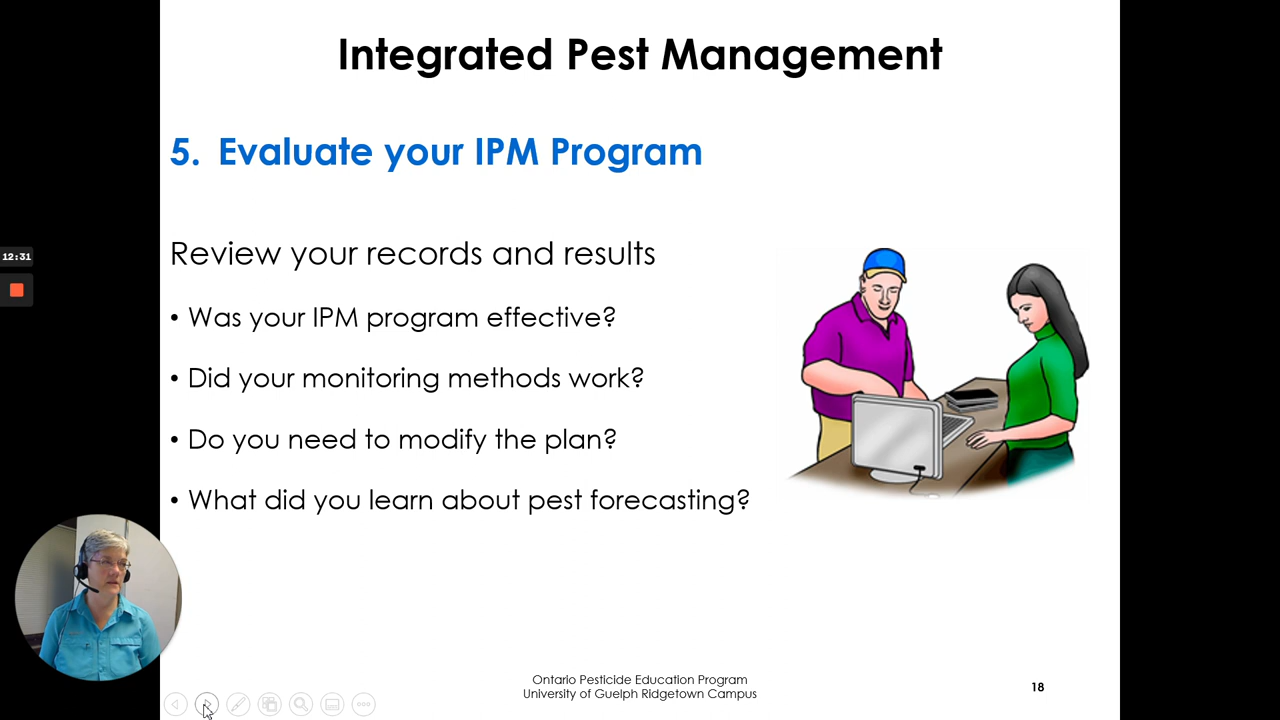 Integrated Pest Management
5. Evaluate your IPM Program
Review your records and results
• Was your IPM program effective?
• Did your monitoring methods work?
• Do you need to modify the plan?
• What did you learn about pest forecasting?
12:31
Ontario Pesticide Education Program
University of Guelph Ridgetown Campus
18